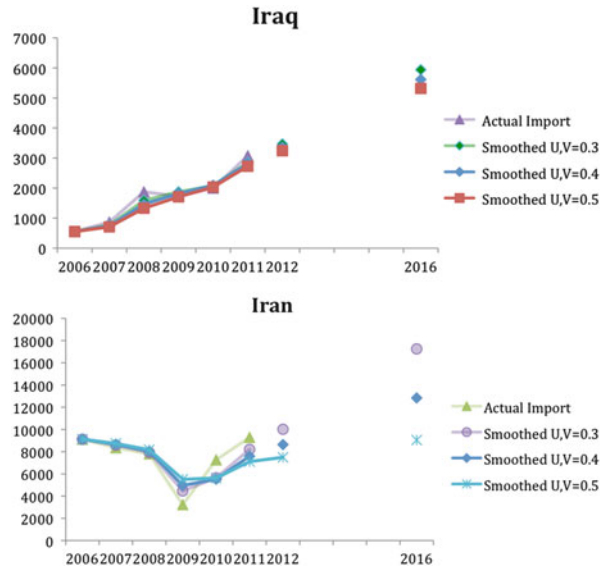 Iraq
7000
6000
5000
4000
3000
2000
1000
0
2006 2007 2008 2009 2010 2011 2012 2016
Actual Import
Smoothed U,V=0.3
Smoothed U,V=0.4
Smoothed U,V=0.5
Iran
20000
18000
16000
14000
12000
10000
8000
6000
4000
2000
0
2006 2007 2008 2009 2010 2011 2012 2016
Actual Import
Smoothed U,V=0.3
Smoothed U,V=0.4
Smoothed U,V=0.5